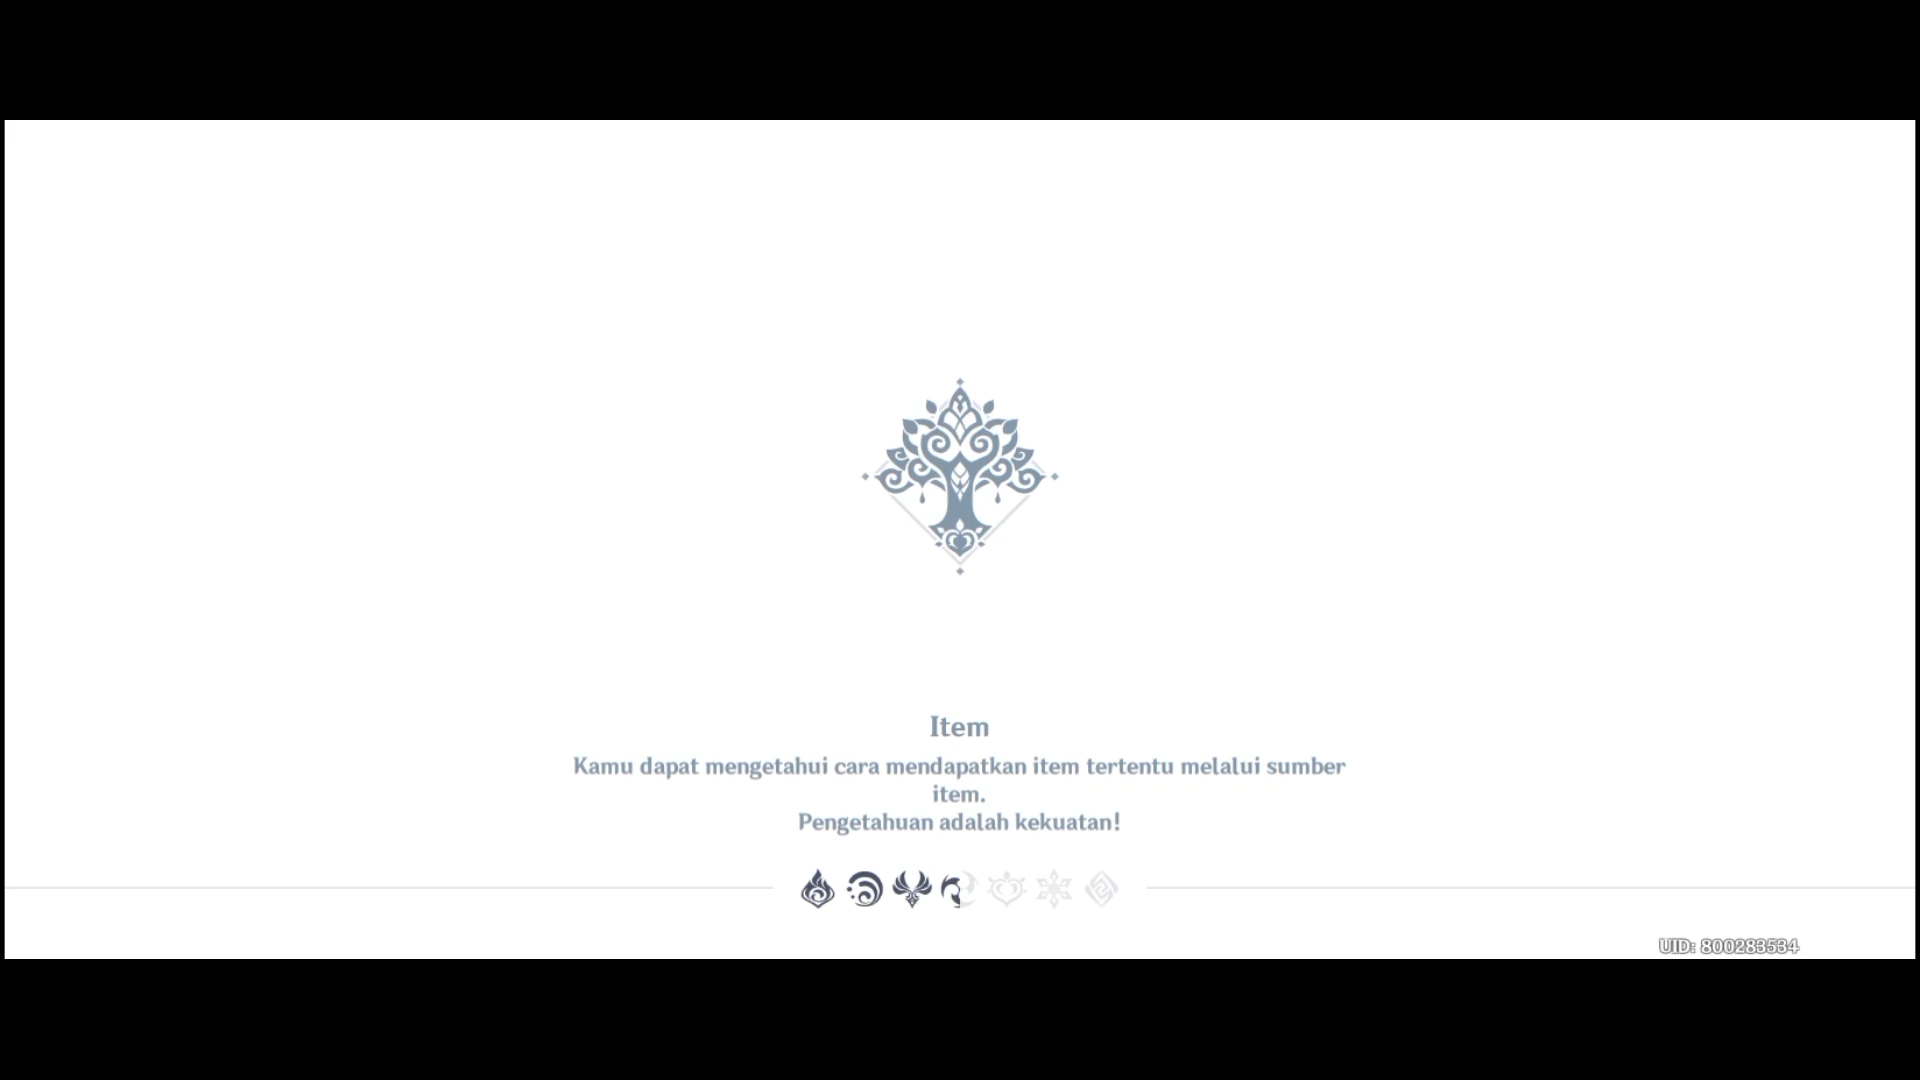 Item
Kamu dapat mengetahui cara mendapatkan item tertentu melalui sumber
item.
Pengetahuan adalah kekuatan!
UID: 800283534